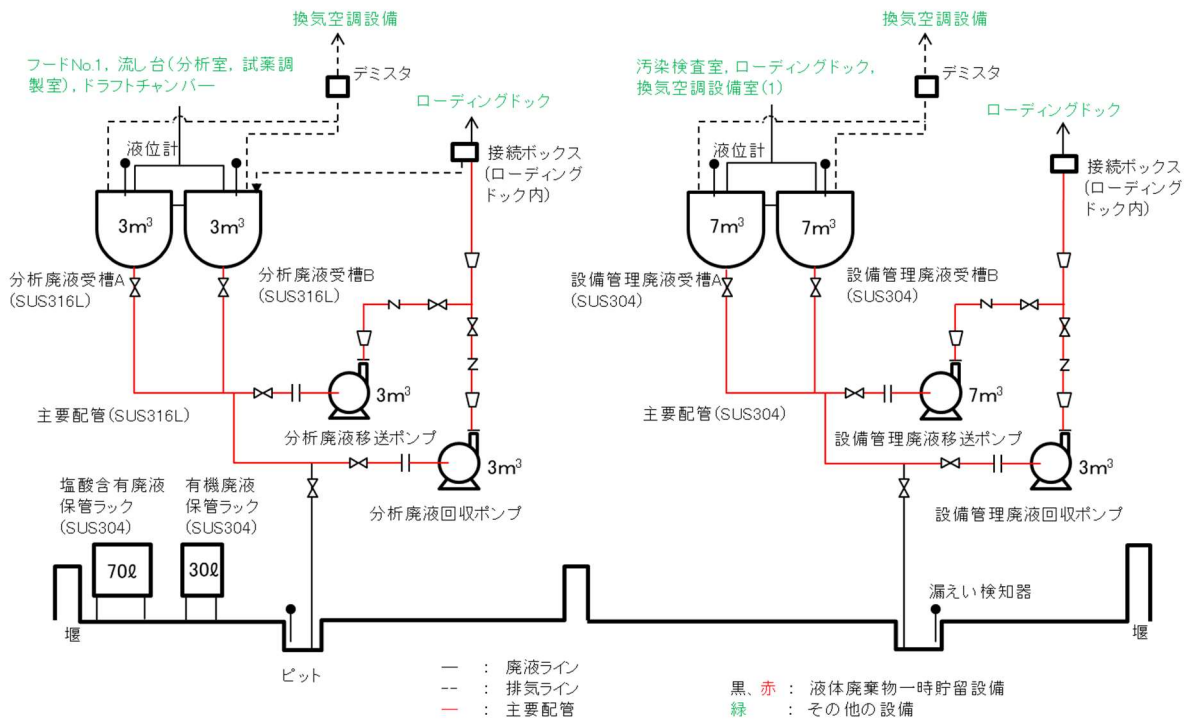 換気空調設備
フードNo.1, 流し台(分析室, 試薬調
製室), ドラフトチャンバー
デミスタ
ローディングドック
液位計
接続ボックス
(ローディング
ドック内)
3m³
3m³
分析廃液受槽A
(SUS316L)
分析廃液受槽B
(SUS316L)
3m³
主要配管(SUS316L)
分析廃液移送ポンプ
3m³
分析廃液回収ポンプ
塩酸含有廃液
保管ラック
(SUS304)
有機廃液
保管ラック
(SUS304)
70ℓ
30ℓ
堰
ピット
換気空調設備
汚染検査室, ローディングドック,
換気空調設備室(1)
デミスタ
ローディングドック
液位計
接続ボックス
(ローディング
ドック内)
7m³
7m³
設備管理廃液受槽A
(SUS304)
設備管理廃液受槽B
(SUS304)
7m³
主要配管(SUS304)
設備管理廃液移送ポンプ
3m³
設備管理廃液回収ポンプ
漏えい検知器
堰
― : 廃液ライン
-- : 排気ライン
― : 主要配管
黒、赤 : 液体廃棄物一時貯留設備
緑 : その他の設備